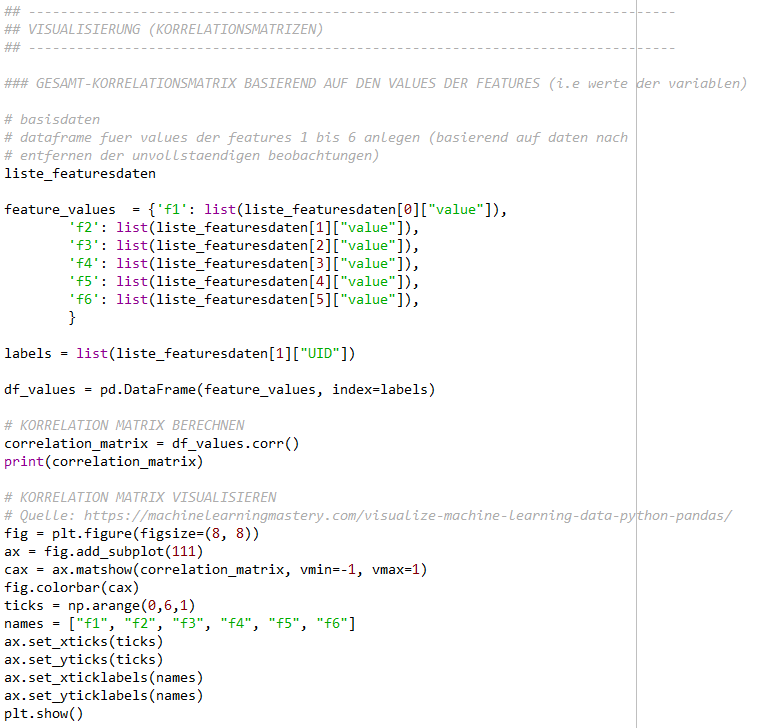 ## ---------------------------------------------------------------------------------
## VISUALISIERUNG (KORRELATIONSMATRIZEN)
## ---------------------------------------------------------------------------------
### GESAMT-KORRELATIONSMATRIX BASIEREND AUF DEN VALUES DER FEATURES (i.e werte der variablen)
# basisdaten
# dataframe fuer values der features 1 bis 6 anlegen (basierend auf daten nach
# entfernen der unvollstaendigen beobachtungen)
liste_featuresdaten
feature_values  = {'f1': list(liste_featuresdaten[0]["value"]),
        'f2': list(liste_featuresdaten[1]["value"]),
        'f3': list(liste_featuresdaten[2]["value"]),
        'f4': list(liste_featuresdaten[3]["value"]),
        'f5': list(liste_featuresdaten[4]["value"]),
        'f6': list(liste_featuresdaten[5]["value"]),
        }
labels = list(liste_featuresdaten[1]["UID"])
df_values = pd.DataFrame(feature_values, index=labels)
# KORRELATION MATRIX BERECHNEN
correlation_matrix = df_values.corr()
print(correlation_matrix)
# KORRELATION MATRIX VISUALISIEREN
# Quelle: https://machinelearningmastery.com/visualize-machine-learning-data-python-pandas/
fig = plt.figure(figsize=(8, 8))
ax = fig.add_subplot(111)
cax = ax.matshow(correlation_matrix, vmin=-1, vmax=1)
fig.colorbar(cax)
ticks = np.arange(0,6,1)
names = ["f1", "f2", "f3", "f4", "f5", "f6"]
ax.set_xticks(ticks)
ax.set_yticks(ticks)
ax.set_xticklabels(names)
ax.set_yticklabels(names)
plt.show()